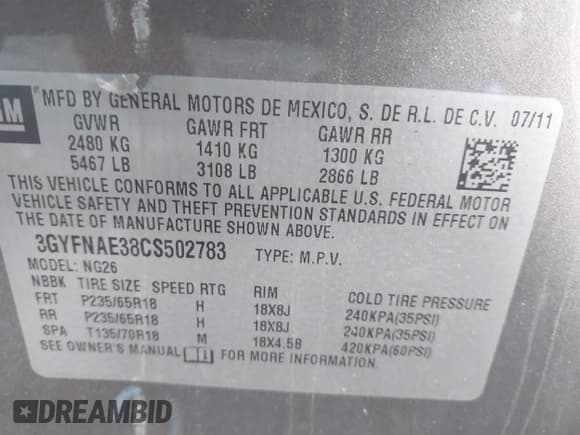 GM
MFD BY GENERAL MOTORS DE MEXICO, S. DE R.L. DE C.V. 07/11
GVWR GAWR FRT GAWR RR
2480 KG 1410 KG 1300 KG
5467 LB 3108 LB 2866 LB
THIS VEHICLE CONFORMS TO ALL APPLICABLE U.S. FEDERAL MOTOR
VEHICLE SAFETY AND THEFT PREVENTION STANDARDS IN EFFECT ON
THE DATE OF MANUFACTURE SHOWN ABOVE.
3GYFNAE38CS502783 TYPE: M.P.V.
MODEL: NG26
NBBK TIRE SIZE SPEED RTG RIM COLD TIRE PRESSURE
FRT P235/65R18 H 18X8J 240KPA(35PSI)
RR P235/65R18 H 18X8J 240KPA(35PSI)
SPA T135/70R18 M 18X4.5B 420KPA(60PSI)
SEE OWNER'S MANUAL FOR MORE INFORMATION.
DREAMBID